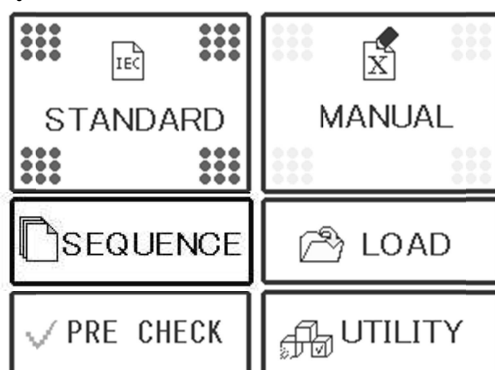 IEC
STANDARD
X
MANUAL
SEQUENCE
LOAD
PRE CHECK
UTILITY